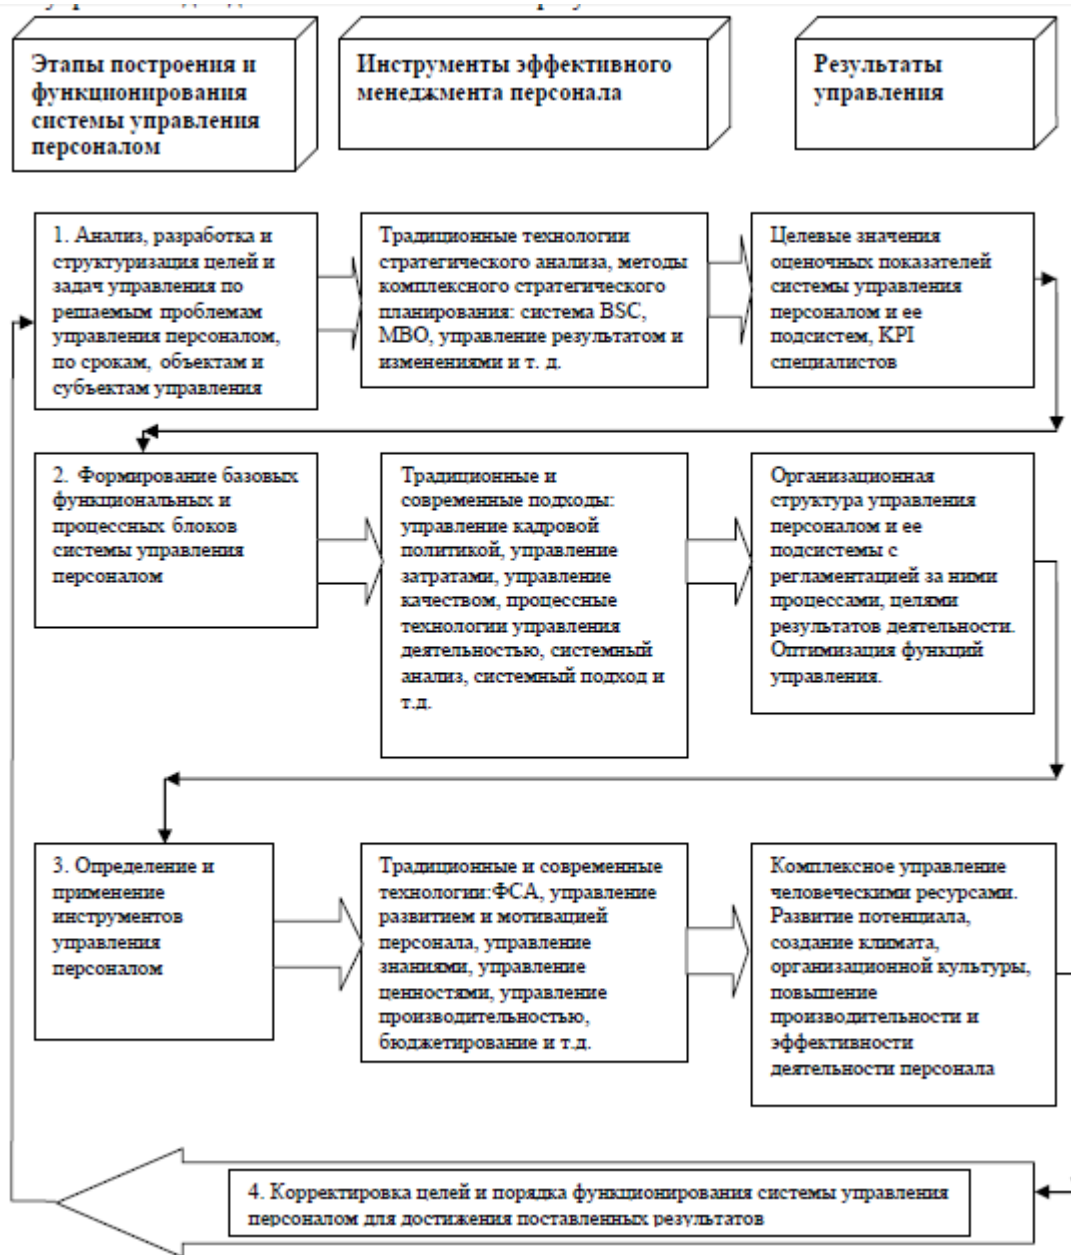 Этапы построения и
функционирования
системы управления
персоналом
Инструменты эффективного
менеджмента персонала
Результаты
управления
1. Анализ, разработка и
структуризация целей и
задач управления по
решаемым проблемам
управления персоналом,
по срокам, объектам и
субъектам управления
Традиционные технологии
стратегического анализа, методы
комплексного стратегического
планирования: система BSC,
MBO, управление результатом и
изменениями и т. д.
Целевые значения
оценочных показателей
системы управления
персоналом и ее
подсистем, KPI
специалистов
2. Формирование базовых
функциональных и
процессных блоков
системы управления
персоналом
Традиционные и
современные подходы:
управление кадровой
политикой, управление
затратами, управление
качеством, процессные
технологии управления
деятельностью, системный
анализ, системный подход и
т.д.
Организационная
структура управления
персоналом и ее
подсистемы с
регламентацией за ними
процессами, целями
результатов деятельности.
Оптимизация функций
управления.
3. Определение и
применение
инструментов
управления
персоналом
Традиционные и современные
технологии:ФСА, управление
развитием и мотивацией
персонала, управление
знаниями, управление
ценностями, управление
производительностью,
бюджетирование и т.д.
Комплексное управление
человеческими ресурсами.
Развитие потенциала,
создание климата,
организационной культуры,
повышение
производительности и
эффективности
деятельности персонала
4. Корректировка целей и порядка функционирования системы управления
персоналом для достижения поставленных результатов